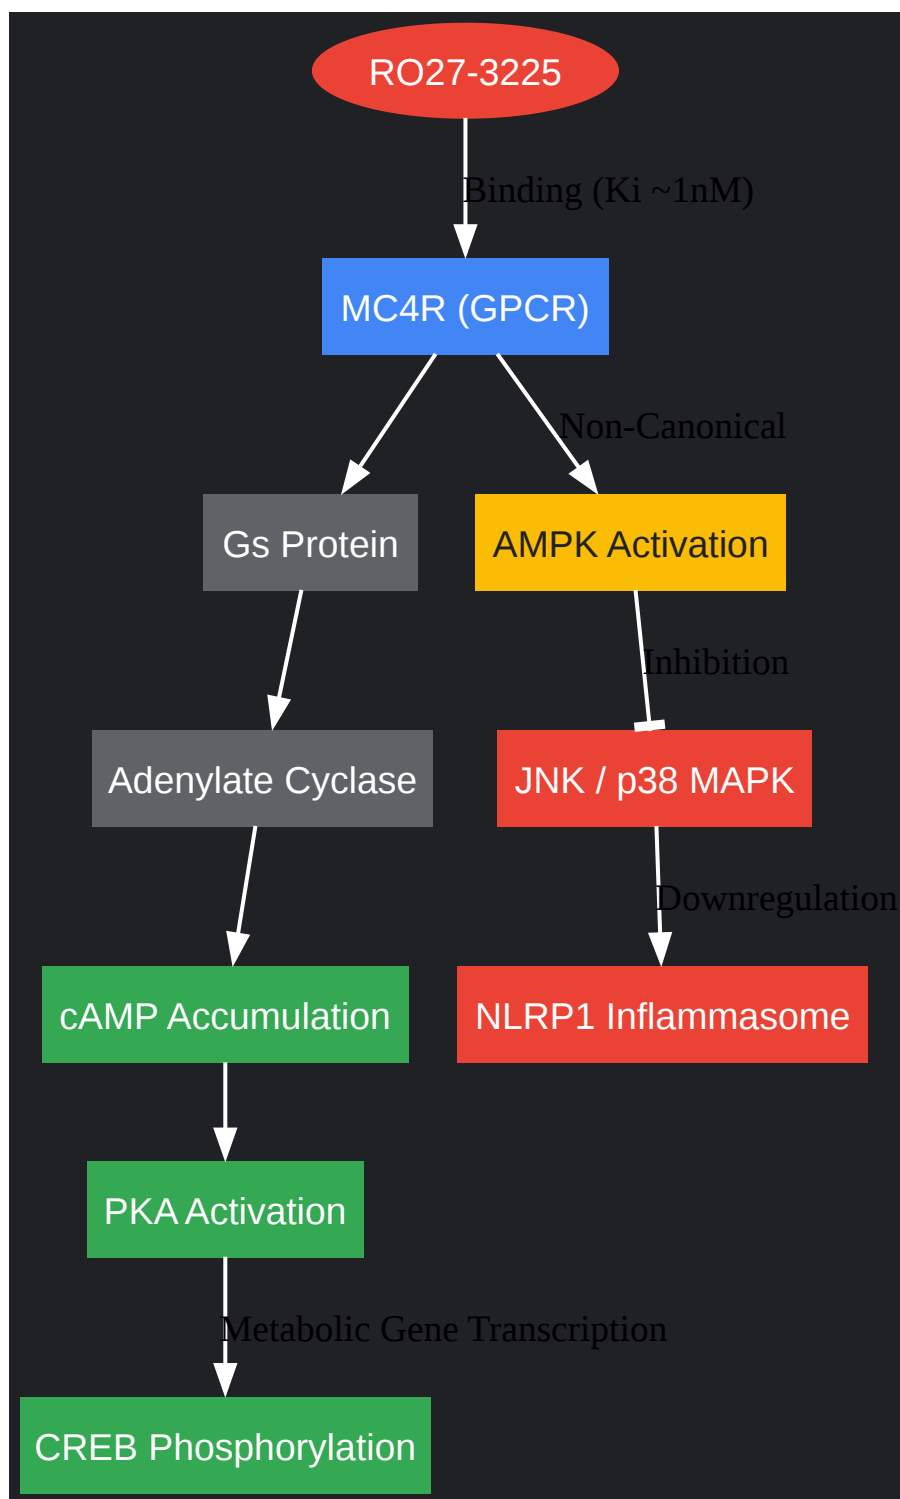 RO27-3225
Binding (Ki ~1nM)
MC4R (GPCR)
Non-Canonical
Gs Protein
AMPK Activation
Inhibition
Adenylate Cyclase
JNK / p38 MAPK
Downregulation
cAMP Accumulation
NLRP1 Inflammasome
PKA Activation
Metabolic Gene Transcription
CREB Phosphorylation